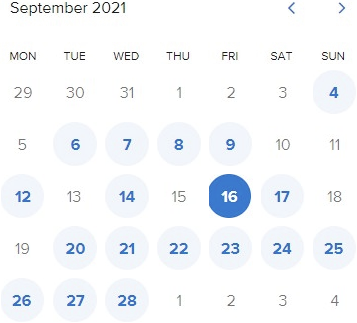 September 2021
MON TUE WED THU FRI SAT SUN
29 30 31 1 2 3 4
5 6 7 8 9 10 11
12 13 14 15 16 17 18
19 20 21 22 23 24 25
26 27 28 1 2 3 4